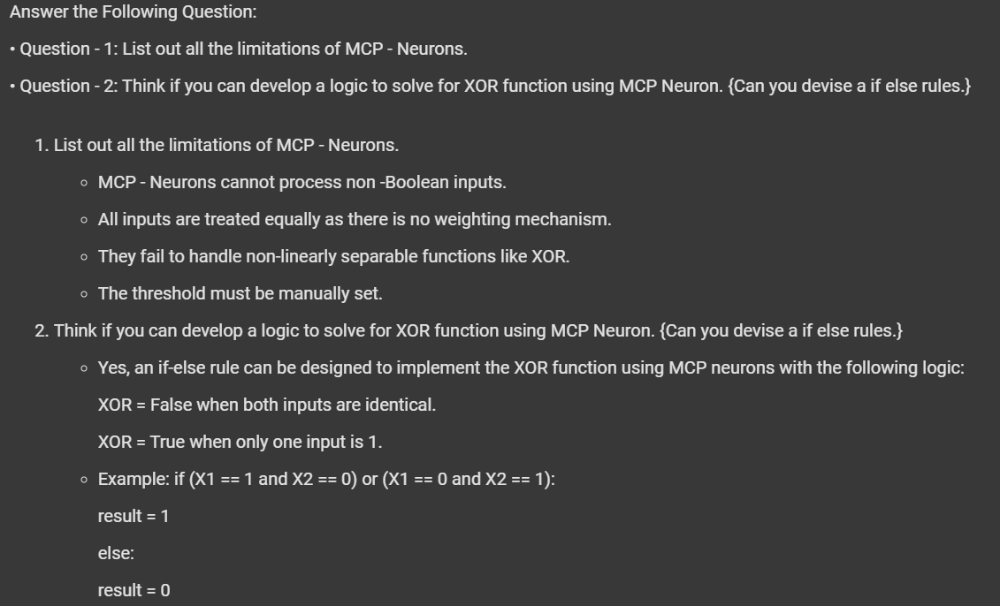 Answer the Following Question:
• Question - 1: List out all the limitations of MCP - Neurons.
• Question - 2: Think if you can develop a logic to solve for XOR function using MCP Neuron. {Can you devise a if else rules.}
1. List out all the limitations of MCP - Neurons.
◦ MCP - Neurons cannot process non -Boolean inputs.
◦ All inputs are treated equally as there is no weighting mechanism.
◦ They fail to handle non-linearly separable functions like XOR.
◦ The threshold must be manually set.
2. Think if you can develop a logic to solve for XOR function using MCP Neuron. {Can you devise a if else rules.}
◦ Yes, an if-else rule can be designed to implement the XOR function using MCP neurons with the following logic:
XOR = False when both inputs are identical.
XOR = True when only one input is 1.
◦ Example: if (X1 == 1 and X2 == 0) or (X1 == 0 and X2 == 1):
result = 1
else:
result = 0